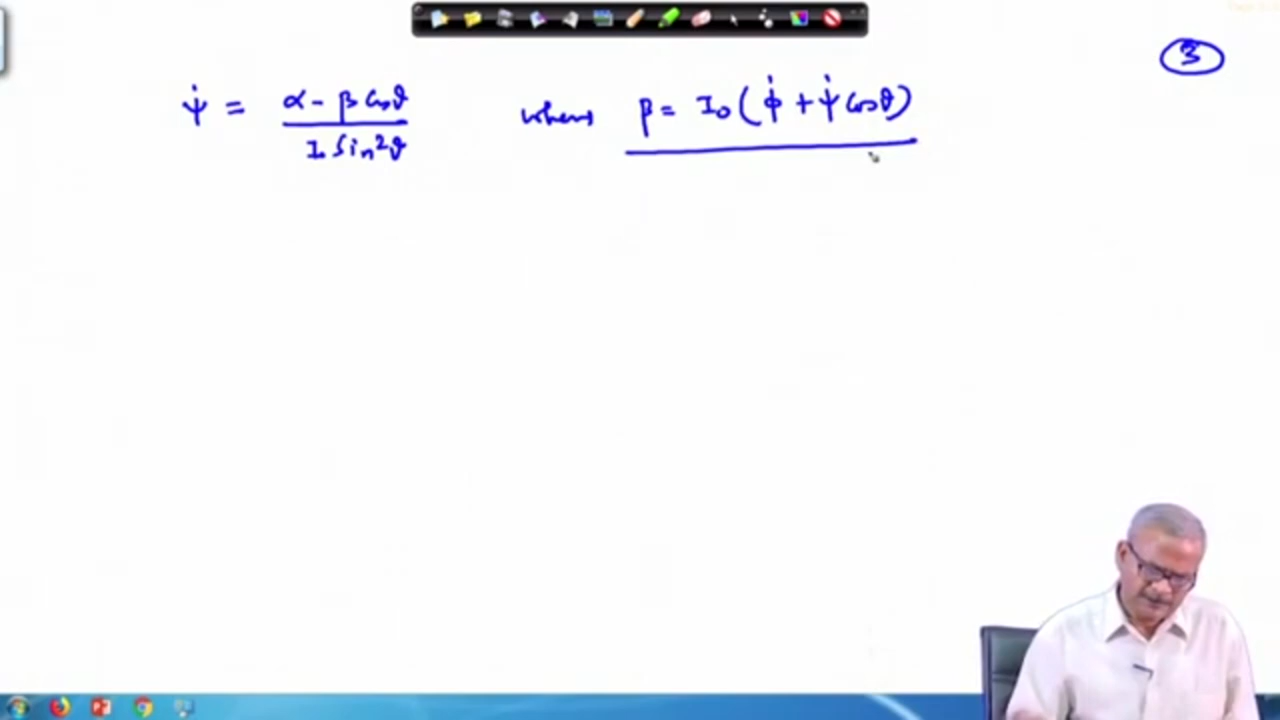 3
ψ̇ = (α - β Cosθ) / (I Sin²θ) where β = I₀(ϕ̇ + ψ̇ Cosθ)